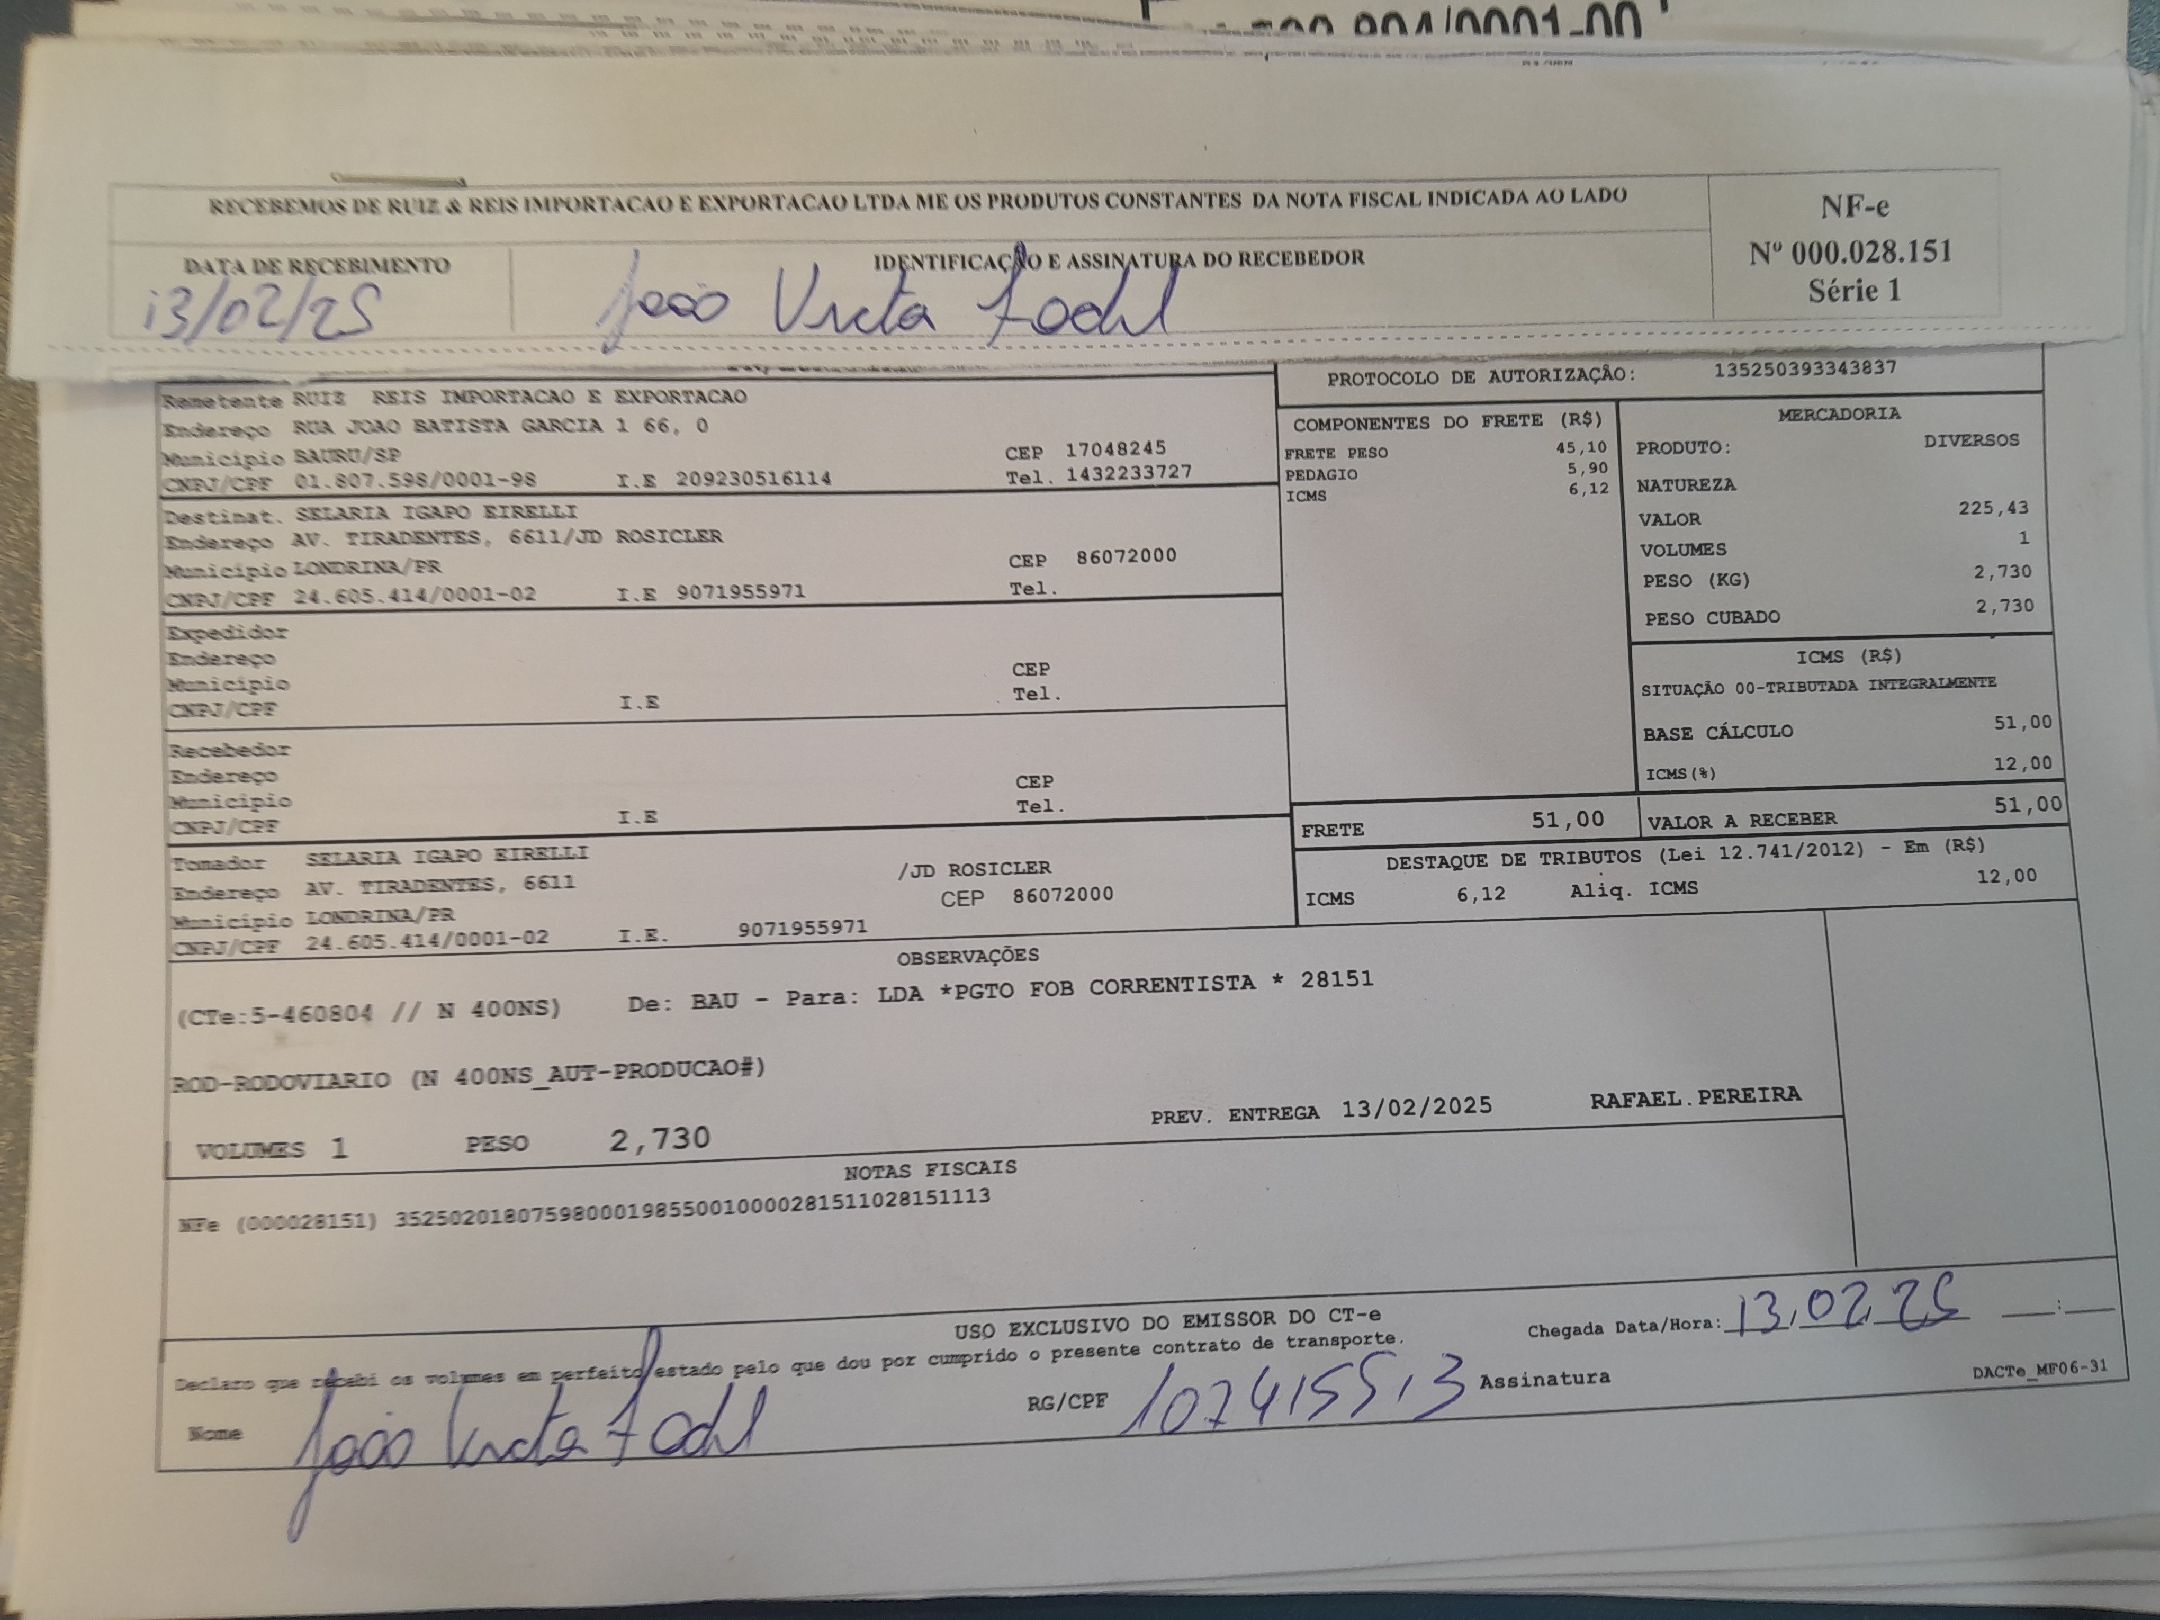 RECEBEMOS DE RUIZ & REIS IMPORTACAO E EXPORTACAO LTDA ME OS PRODUTOS CONSTANTES DA NOTA FISCAL INDICADA AO LADO
NF-e
Nº 000.028.151
Série 1
DATA DE RECEBIMENTO
13/02/25
IDENTIFICAÇÃO E ASSINATURA DO RECEBEDOR
João
Remetente RUIZ REIS IMPORTACAO E EXPORTACAO
Endereço RUA JOAO BATISTA GARCIA 1 66, 0
Município BAURU/SP CEP 17048245
CNPJ/CPF 01.807.598/0001-98 I.E 209230516114 Tel. 1432233727
Destinat. SELARIA IGAPO EIRELLI
Endereço AV. TIRADENTES, 6611/JD ROSICLER
Município LONDRINA/PR CEP 86072000
CNPJ/CPF 24.605.414/0001-02 I.E 9071955971 Tel.
Expedidor
Endereço
Município CEP
CNPJ/CPF I.E Tel.
Recebedor
Endereço
Município CEP
CNPJ/CPF I.E Tel.
Tomador SELARIA IGAPO EIRELLI
Endereço AV. TIRADENTES, 6611 /JD ROSICLER
Município LONDRINA/PR CEP 86072000
CNPJ/CPF 24.605.414/0001-02 I.E. 9071955971
PROTOCOLO DE AUTORIZAÇÃO: 135250393343837
COMPONENTES DO FRETE (R$)
FRETE PESO 45,10
PEDAGIO 5,90
ICMS 6,12
MERCADORIA
PRODUTO: DIVERSOS
NATUREZA
VALOR 225,43
VOLUMES 1
PESO (KG) 2,730
PESO CUBADO 2,730
ICMS (R$)
SITUAÇÃO 00-TRIBUTADA INTEGRALMENTE
BASE CÁLCULO 51,00
ICMS(%) 12,00
FRETE 51,00 VALOR A RECEBER 51,00
DESTAQUE DE TRIBUTOS (Lei 12.741/2012) - Em (R$)
ICMS 6,12 Aliq. ICMS 12,00
OBSERVAÇÕES
(CTe:5-460804 // N 400NS) De: BAU - Para: LDA *PGTO FOB CORRENTISTA * 28151
ROD-RODOVIARIO (N 400NS_AUT-PRODUCAO#)
PREV. ENTREGA 13/02/2025 RAFAEL.PEREIRA
VOLUMES 1 PESO 2,730
NOTAS FISCAIS
NFe (000028151) 35250201807598000198550010000281511028151113
USO EXCLUSIVO DO EMISSOR DO CT-e
Chegada Data/Hora: 13/02/25 __:__
Declaro que recebi os volumes em perfeito estado pelo que dou por cumprido o presente contrato de transporte.
Nome João RG/CPF 107415513 Assinatura
DACTe_MF06-31